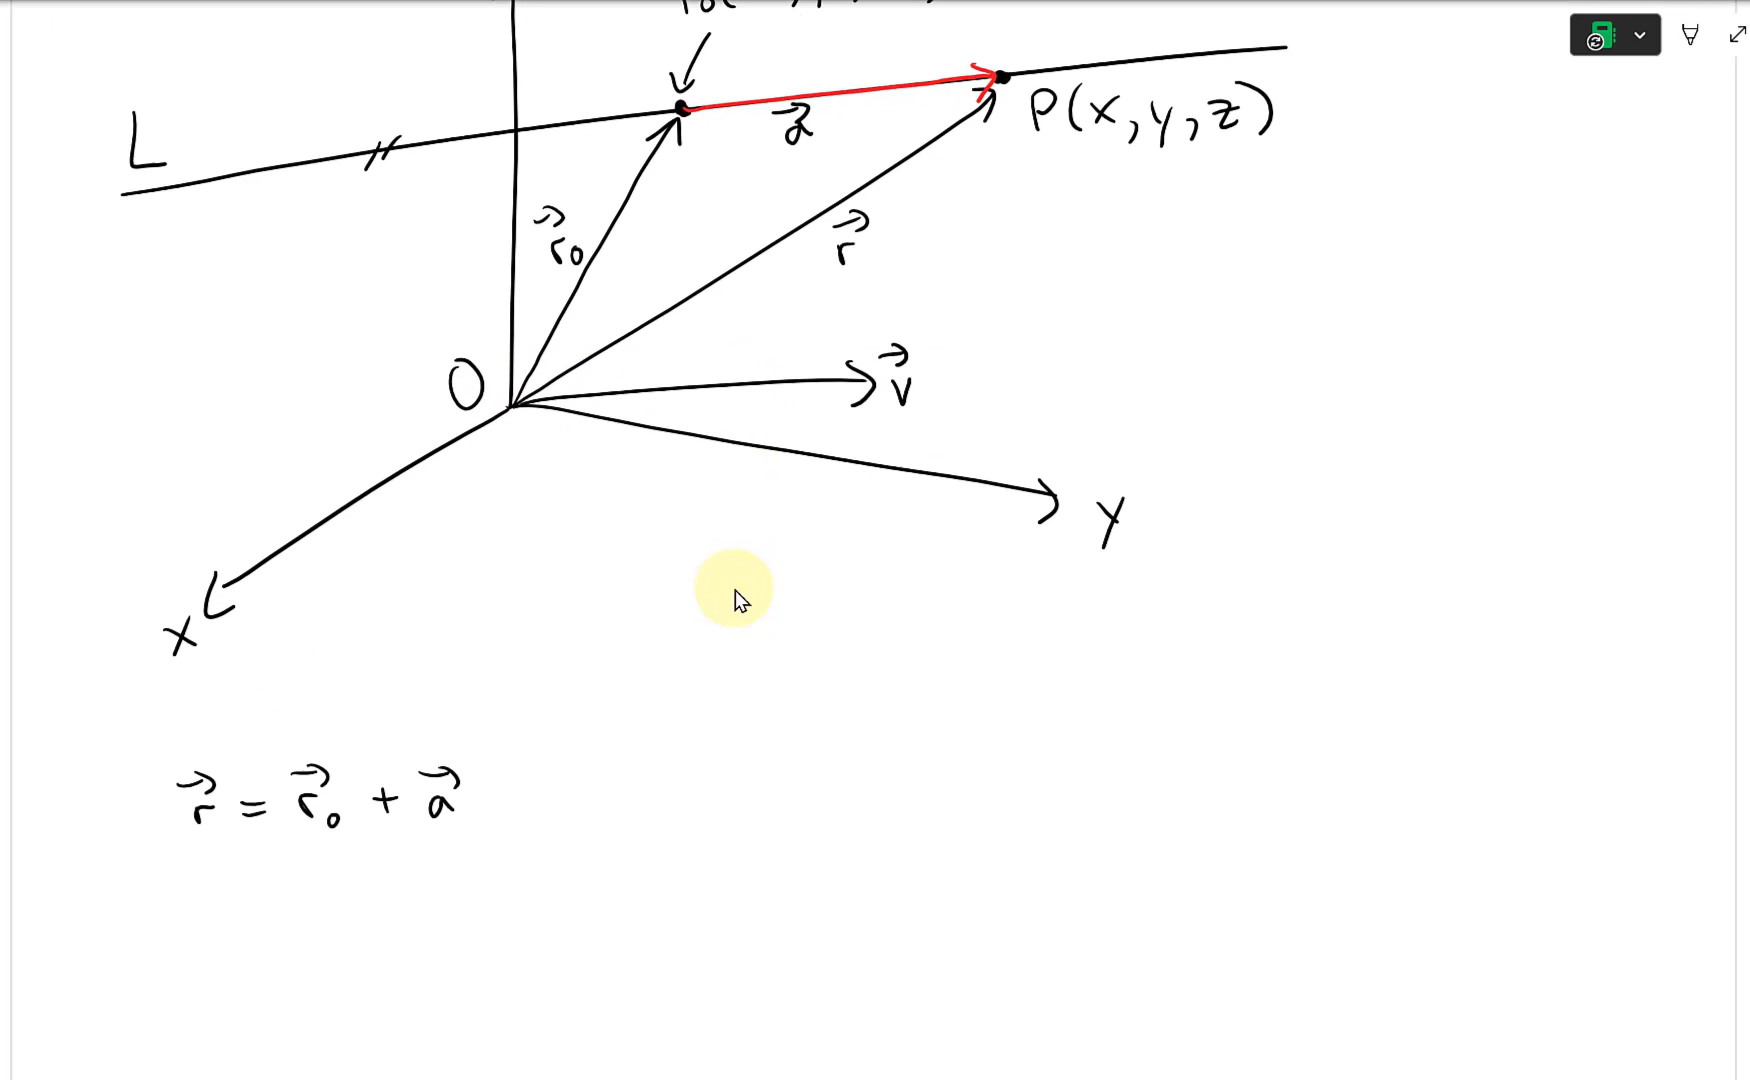 L
P(x,y,z)
a⃗
r⃗₀
r⃗
O
v⃗
y
x
r⃗ = r⃗₀ + a⃗